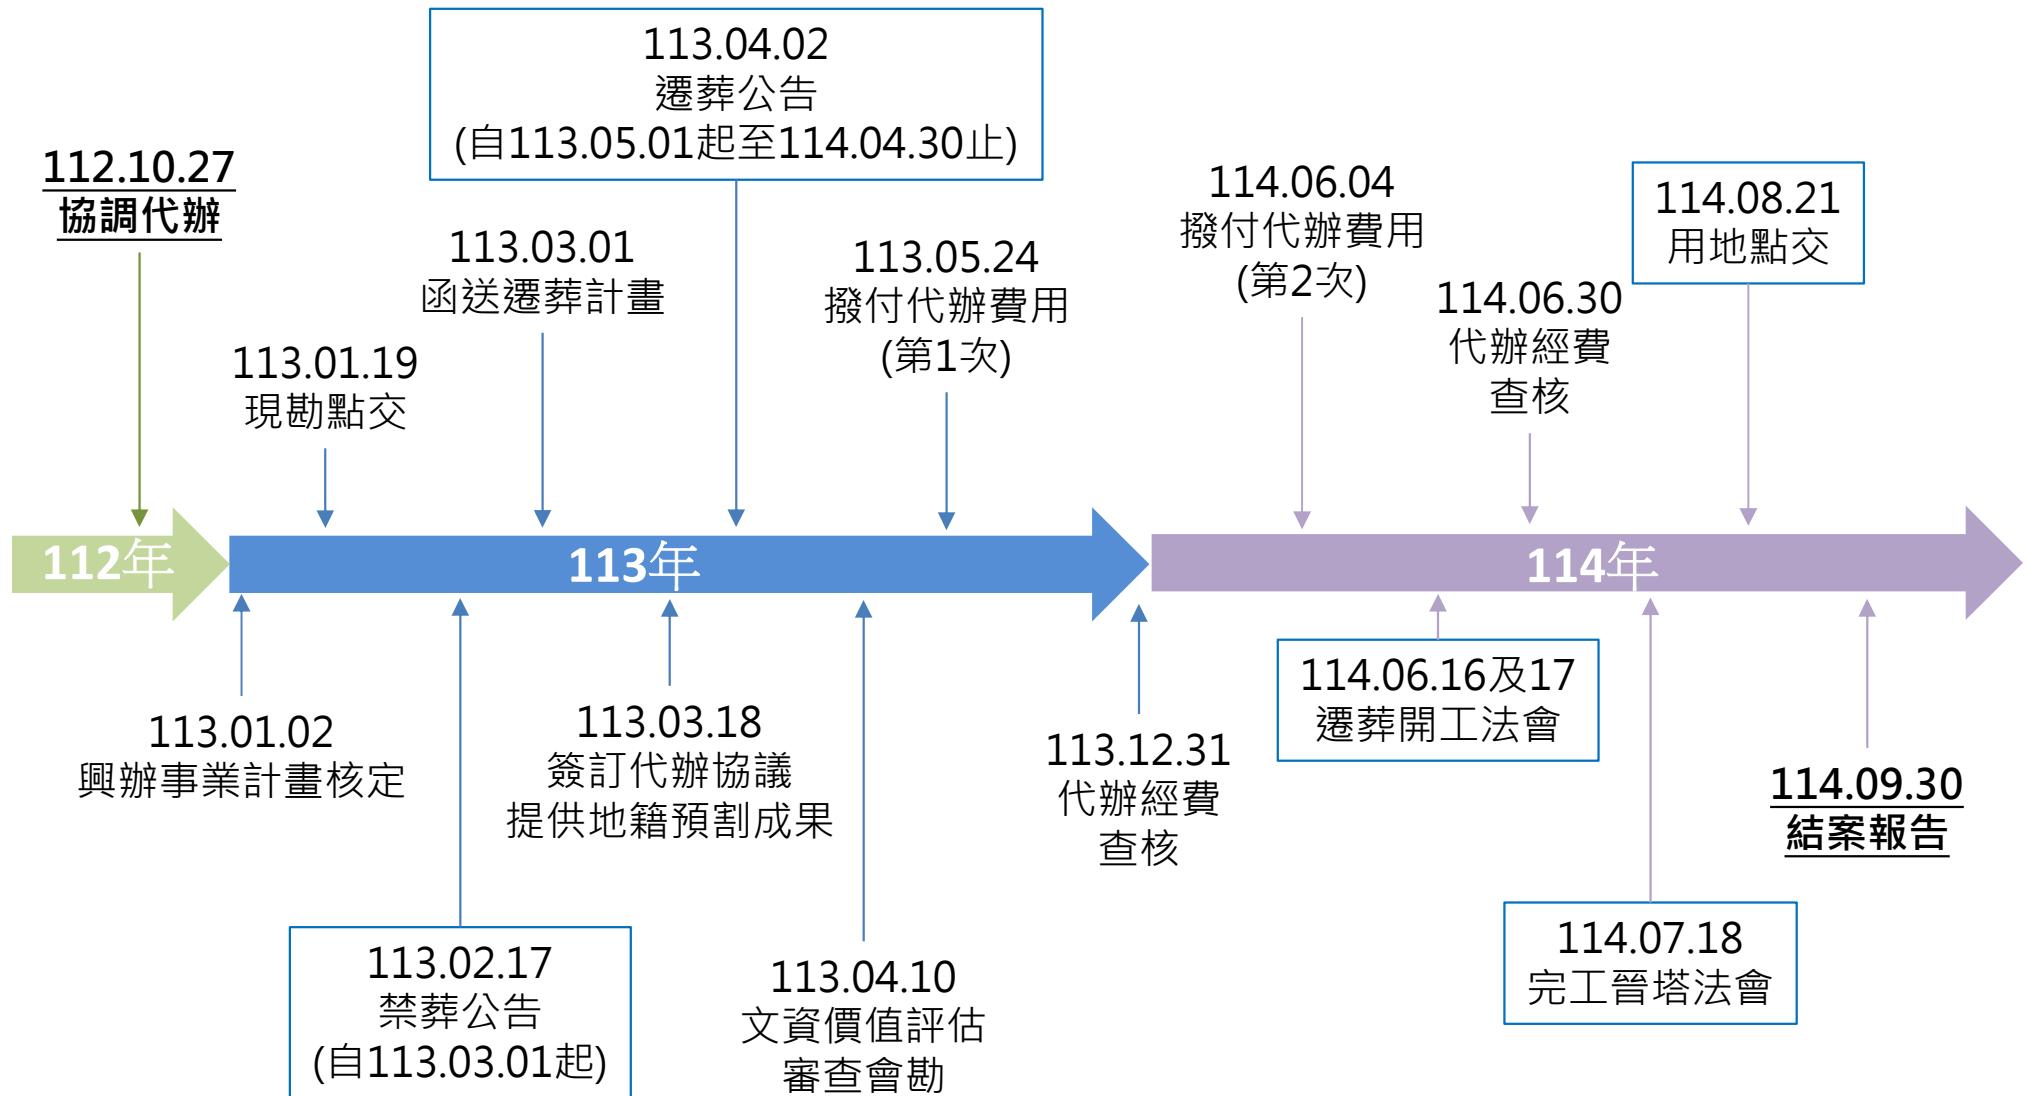 113.04.02
遷葬公告
(自113.05.01起至114.04.30止)
112.10.27
協調代辦
113.01.19
現勘點交
113.03.01
函送遷葬計畫
113.05.24
撥付代辦費用
(第1次)
114.06.04
撥付代辦費用
(第2次)
114.06.30
代辦經費
查核
114.08.21
用地點交
112年
113年
114年
113.01.02
興辦事業計畫核定
113.02.17
禁葬公告
(自113.03.01起)
113.03.18
簽訂代辦協議
提供地籍預割成果
113.04.10
文資價值評估
審查會勘
113.12.31
代辦經費
查核
114.06.16及17
遷葬開工法會
114.07.18
完工晉塔法會
114.09.30
結案報告